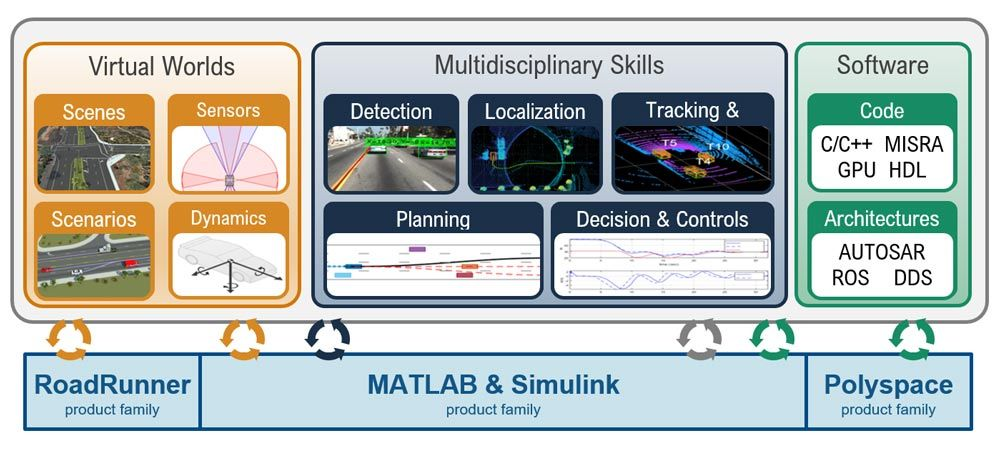 Virtual Worlds
Multidisciplinary Skills
Software
Scenes
Sensors
Detection
Localization
Tracking &
Code
C/C++ MISRA
GPU HDL
T5
T10
T4
Scenarios
Dynamics
Planning
Decision & Controls
Architectures
AUTOSAR
ROS DDS
RoadRunner
product family
MATLAB & Simulink
product family
Polyspace
product family